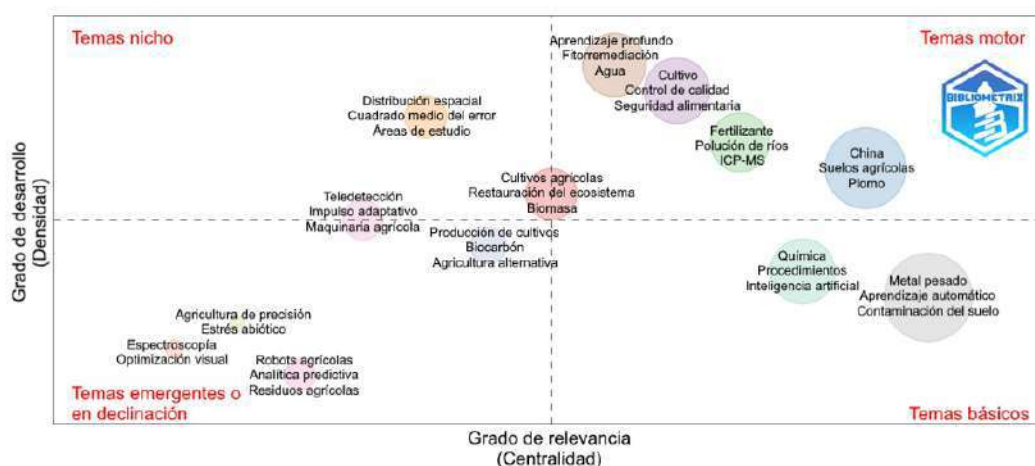 Temas nicho
Temas motor
Aprendizaje profundo
Fitorremediación
Agua
Cultivo
Control de calidad
Seguridad alimentaria
BIBLIOMETRIX
Distribución espacial
Cuadrado medio del error
Áreas de estudio
Fertilizante
Polución de ríos
ICP-MS
China
Suelos agrícolas
Plomo
Cultivos agrícolas
Restauración del ecosistema
Biomasa
Teledetección
Impulso adaptativo
Maquinaria agrícola
Producción de cultivos
Biocarbón
Agricultura alternativa
Química
Procedimientos
Inteligencia artificial
Metal pesado
Aprendizaje automático
Contaminación del suelo
Agricultura de precisión
Estrés abiótico
Espectroscopía
Optimización visual
Robots agrícolas
Analítica predictiva
Residuos agrícolas
Temas emergentes o
en declinación
Temas básicos
Grado de desarrollo
(Densidad)
Grado de relevancia
(Centralidad)